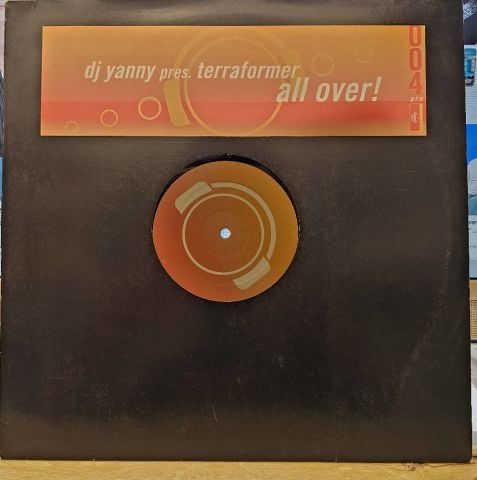 dj yanny pres. terraformer
all over!
004